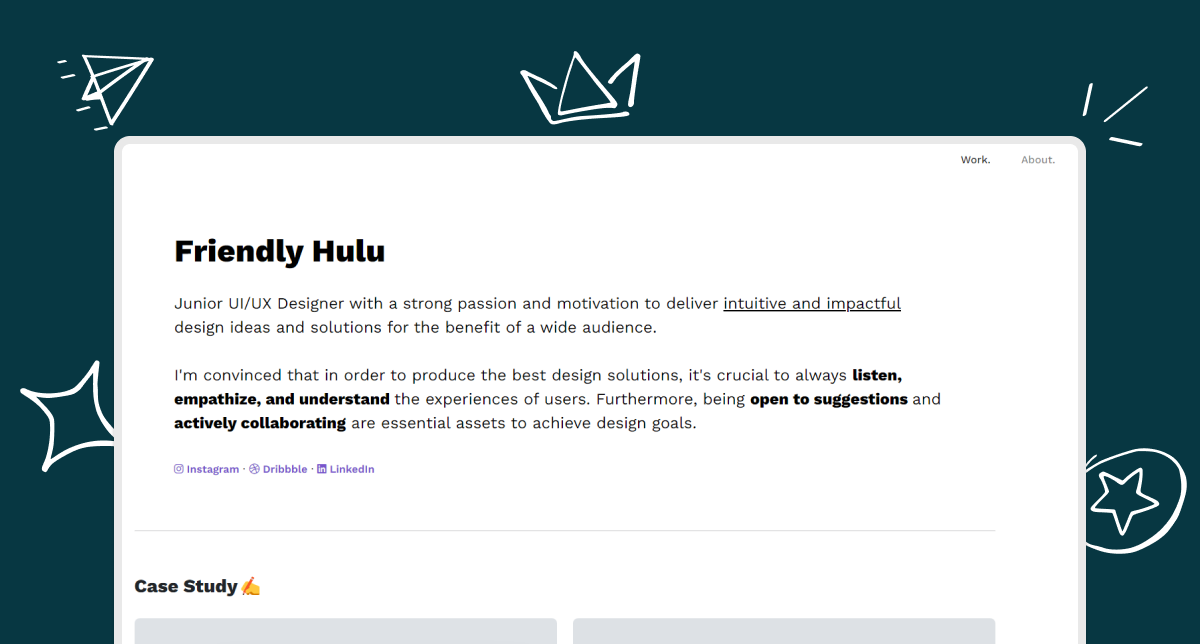 Work. About.
Friendly Hulu
Junior UI/UX Designer with a strong passion and motivation to deliver intuitive and impactful
design ideas and solutions for the benefit of a wide audience.
I'm convinced that in order to produce the best design solutions, it's crucial to always listen,
empathize, and understand the experiences of users. Furthermore, being open to suggestions and
actively collaborating are essential assets to achieve design goals.
Instagram · Dribbble · LinkedIn
Case Study✍️